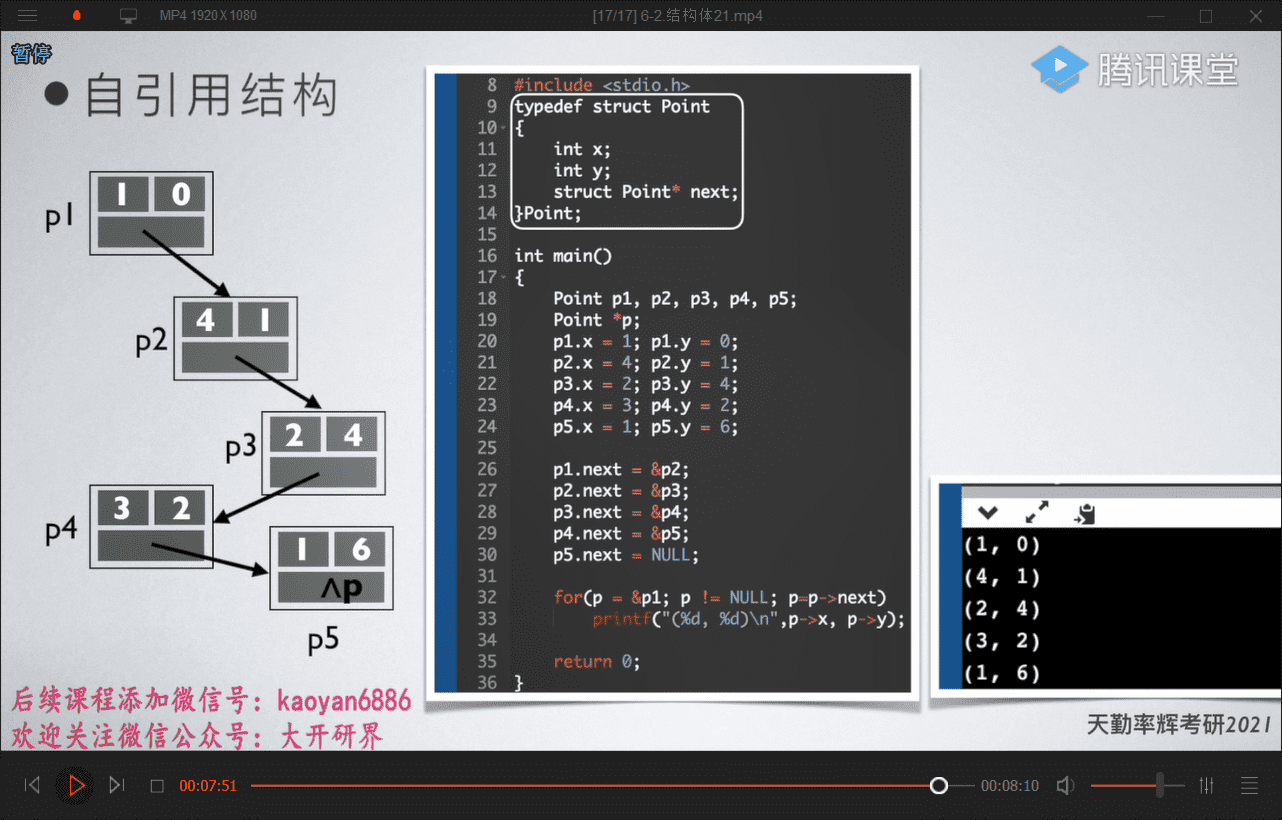 MP4 1920X1080
[17/17] 6-2.结构体21.mp4
暂停
腾讯课堂
● 自引用结构
p1
1 0
p2
4 1
p3
2 4
p4
3 2
1 6
∧p
p5
8 #include <stdio.h>
9 typedef struct Point
10 {
11 int x;
12 int y;
13 struct Point* next;
14 }Point;
15
16 int main()
17 {
18 Point p1, p2, p3, p4, p5;
19 Point *p;
20 p1.x = 1; p1.y = 0;
21 p2.x = 4; p2.y = 1;
22 p3.x = 2; p3.y = 4;
23 p4.x = 3; p4.y = 2;
24 p5.x = 1; p5.y = 6;
25
26 p1.next = &p2;
27 p2.next = &p3;
28 p3.next = &p4;
29 p4.next = &p5;
30 p5.next = NULL;
31
32 for(p = &p1; p != NULL; p=p->next)
33 printf("(%d, %d)\n",p->x, p->y);
34
35 return 0;
36 }
(1, 0)
(4, 1)
(2, 4)
(3, 2)
(1, 6)
后续课程添加微信号：kaoyan6886
欢迎关注微信公众号：大开研界
天勤率辉考研2021
00:07:51
00:08:10